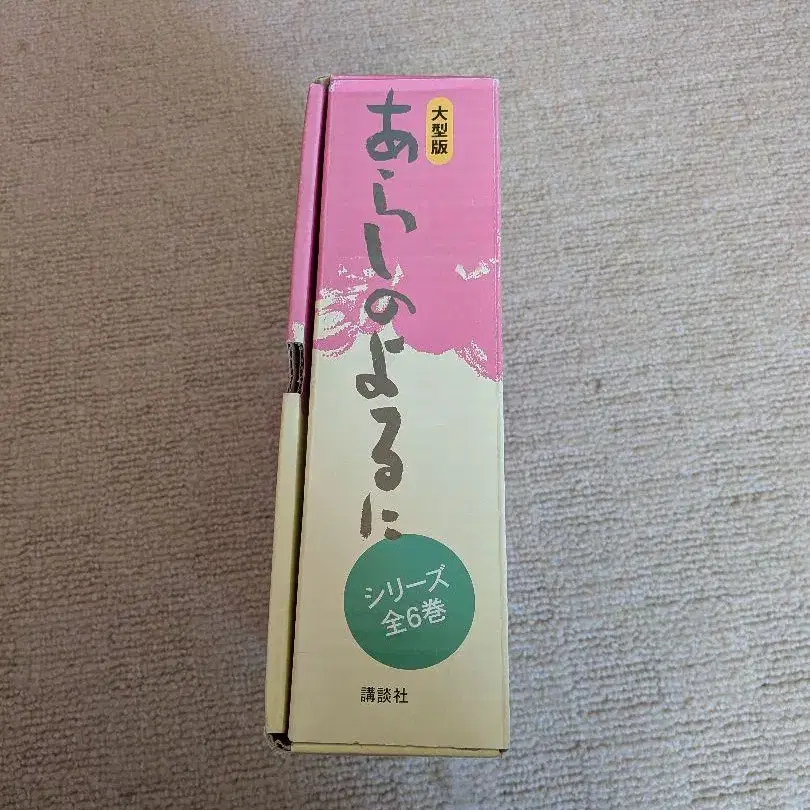 大型版
あらしのよるに
シリーズ
全6巻
講談社